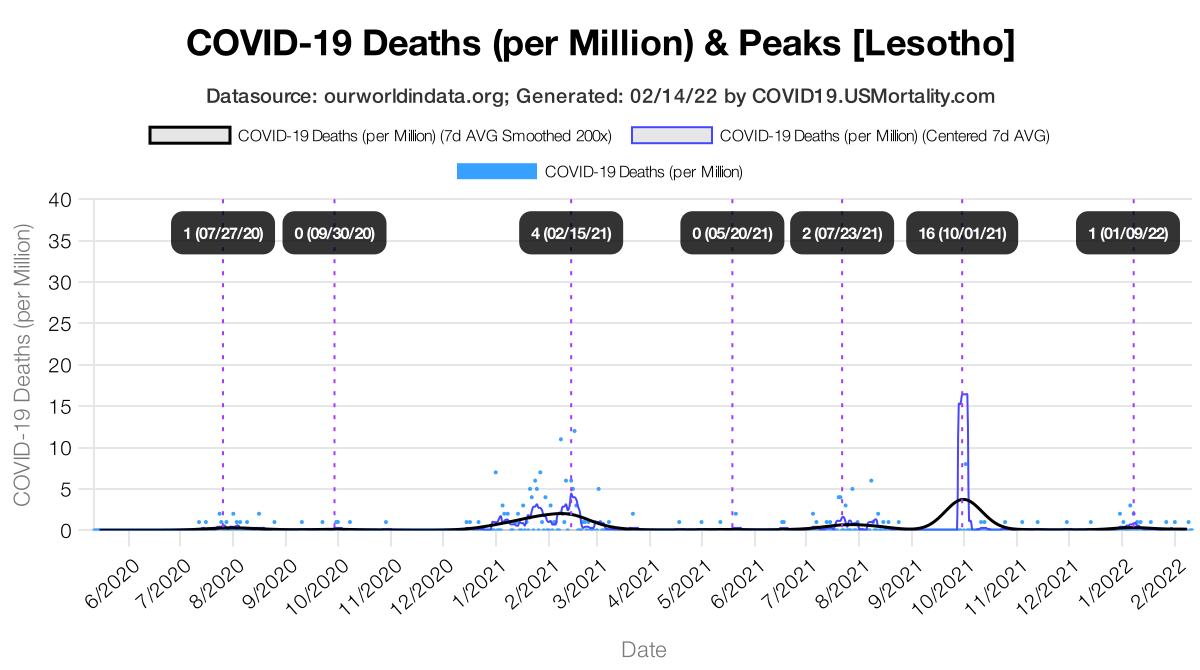 COVID-19 Deaths (per Million) & Peaks [Lesotho]
Datasource: ourworldindata.org; Generated: 02/14/22 by COVID19.USMortality.com
COVID-19 Deaths (per Million) (7d AVG Smoothed 200x) COVID-19 Deaths (per Million) (Centered 7d AVG)
COVID-19 Deaths (per Million)
COVID-19 Deaths (per Million)
40
35
30
25
20
15
10
5
0
1 (07/27/20) 0 (09/30/20) 4 (02/15/21) 0 (05/20/21) 2 (07/23/21) 16 (10/01/21) 1 (01/09/22)
6/2020 7/2020 8/2020 9/2020 10/2020 11/2020 12/2020 1/2021 2/2021 3/2021 4/2021 5/2021 6/2021 7/2021 8/2021 9/2021 10/2021 11/2021 12/2021 1/2022 2/2022
Date